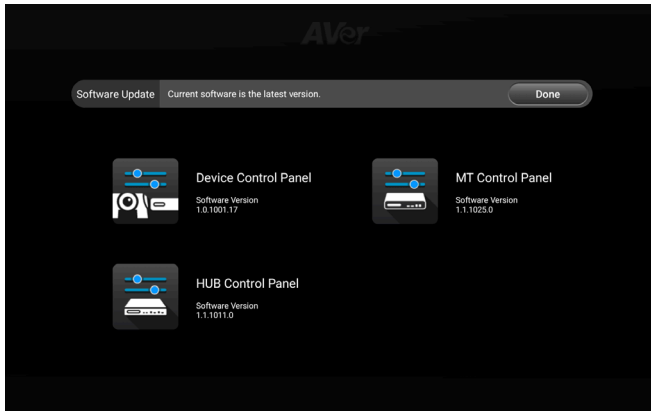 AVer
Software Update
Current software is the latest version.
Done
Device Control Panel
Software Version
1.0.1001.17
MT Control Panel
Software Version
1.1.1025.0
HUB Control Panel
Software Version
1.1.1011.0